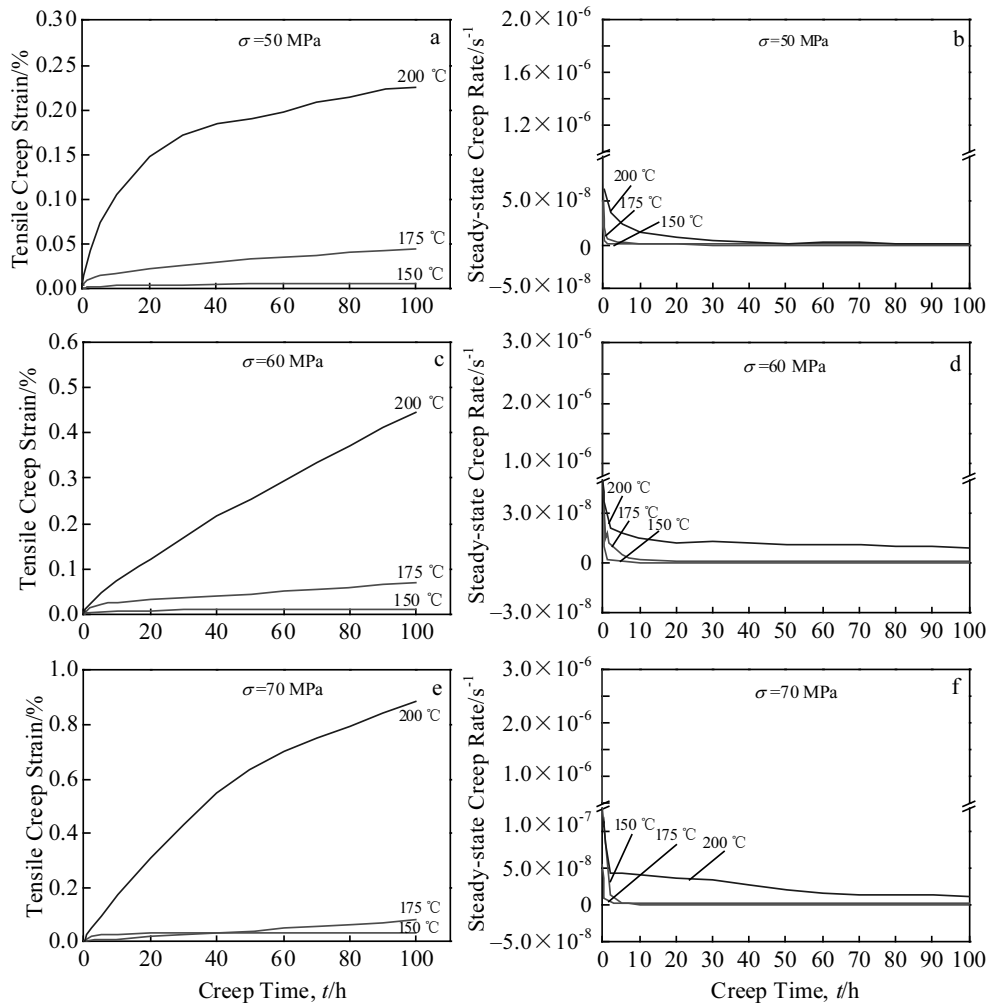 Tensile Creep Strain/%
0.30
0.25
0.20
0.15
0.10
0.05
0.00
σ=50 MPa
a
200 ℃
175 ℃
150 ℃
0 20 40 60 80 100
Steady-state Creep Rate/s⁻¹
2.0×10⁻⁶
1.6×10⁻⁶
1.2×10⁻⁶
5.0×10⁻⁸
0
−5.0×10⁻⁸
σ=50 MPa
b
200 ℃
175 ℃
150 ℃
0 10 20 30 40 50 60 70 80 90 100
Tensile Creep Strain/%
0.6
0.5
0.4
0.3
0.2
0.1
0.0
σ=60 MPa
c
200 ℃
175 ℃
150 ℃
0 20 40 60 80 100
Steady-state Creep Rate/s⁻¹
3.0×10⁻⁶
2.0×10⁻⁶
1.0×10⁻⁶
3.0×10⁻⁸
0
−3.0×10⁻⁸
σ=60 MPa
d
200 ℃
175 ℃
150 ℃
0 10 20 30 40 50 60 70 80 90 100
Tensile Creep Strain/%
1.0
0.8
0.6
0.4
0.2
0.0
σ=70 MPa
e
200 ℃
175 ℃
150 ℃
0 20 40 60 80 100
Creep Time, t/h
Steady-state Creep Rate/s⁻¹
3.0×10⁻⁶
2.0×10⁻⁶
1.0×10⁻⁶
1.0×10⁻⁷
5.0×10⁻⁸
0
−5.0×10⁻⁸
σ=70 MPa
f
150 ℃
175 ℃
200 ℃
0 10 20 30 40 50 60 70 80 90 100
Creep Time, t/h